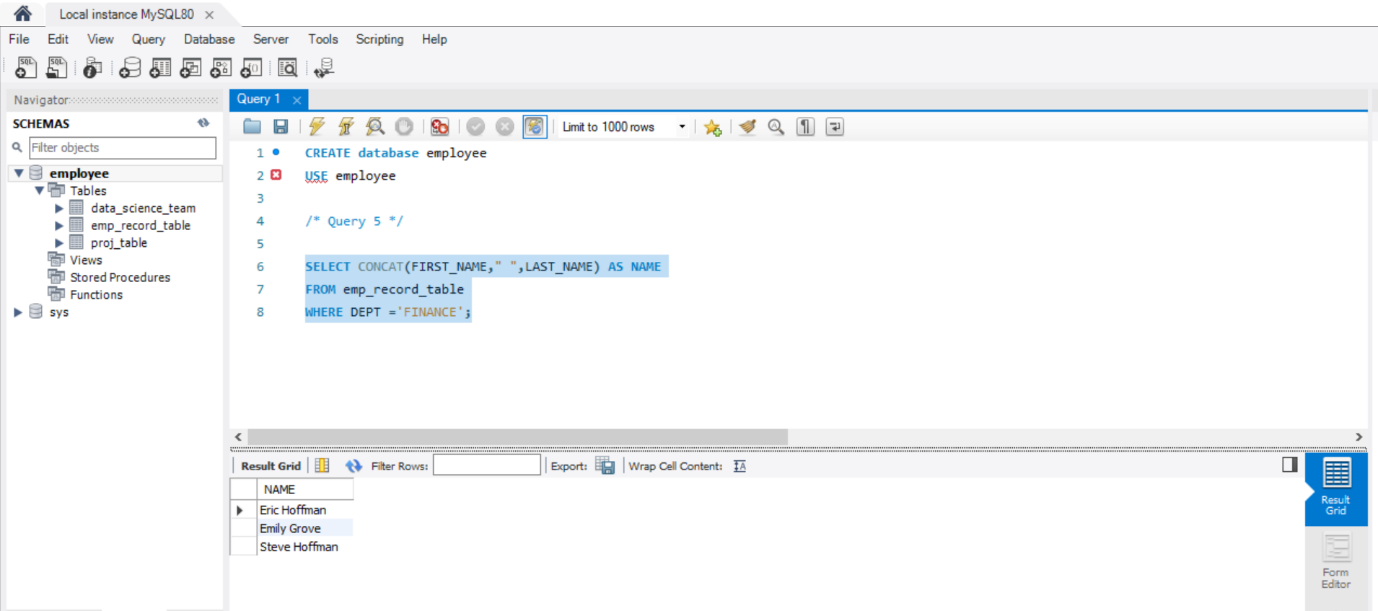 Local instance MySQL80 ×
File Edit View Query Database Server Tools Scripting Help
Navigator
SCHEMAS
Filter objects
employee
Tables
data_science_team
emp_record_table
proj_table
Views
Stored Procedures
Functions
sys
Query 1 ×
Limit to 1000 rows
1 CREATE database employee
2 USE employee
3
4 /* Query 5 */
5
6 SELECT CONCAT(FIRST_NAME," ",LAST_NAME) AS NAME
7 FROM emp_record_table
8 WHERE DEPT ='FINANCE';
Result Grid Filter Rows: Export: Wrap Cell Content:
NAME
Eric Hoffman
Emily Grove
Steve Hoffman
Result
Grid
Form
Editor